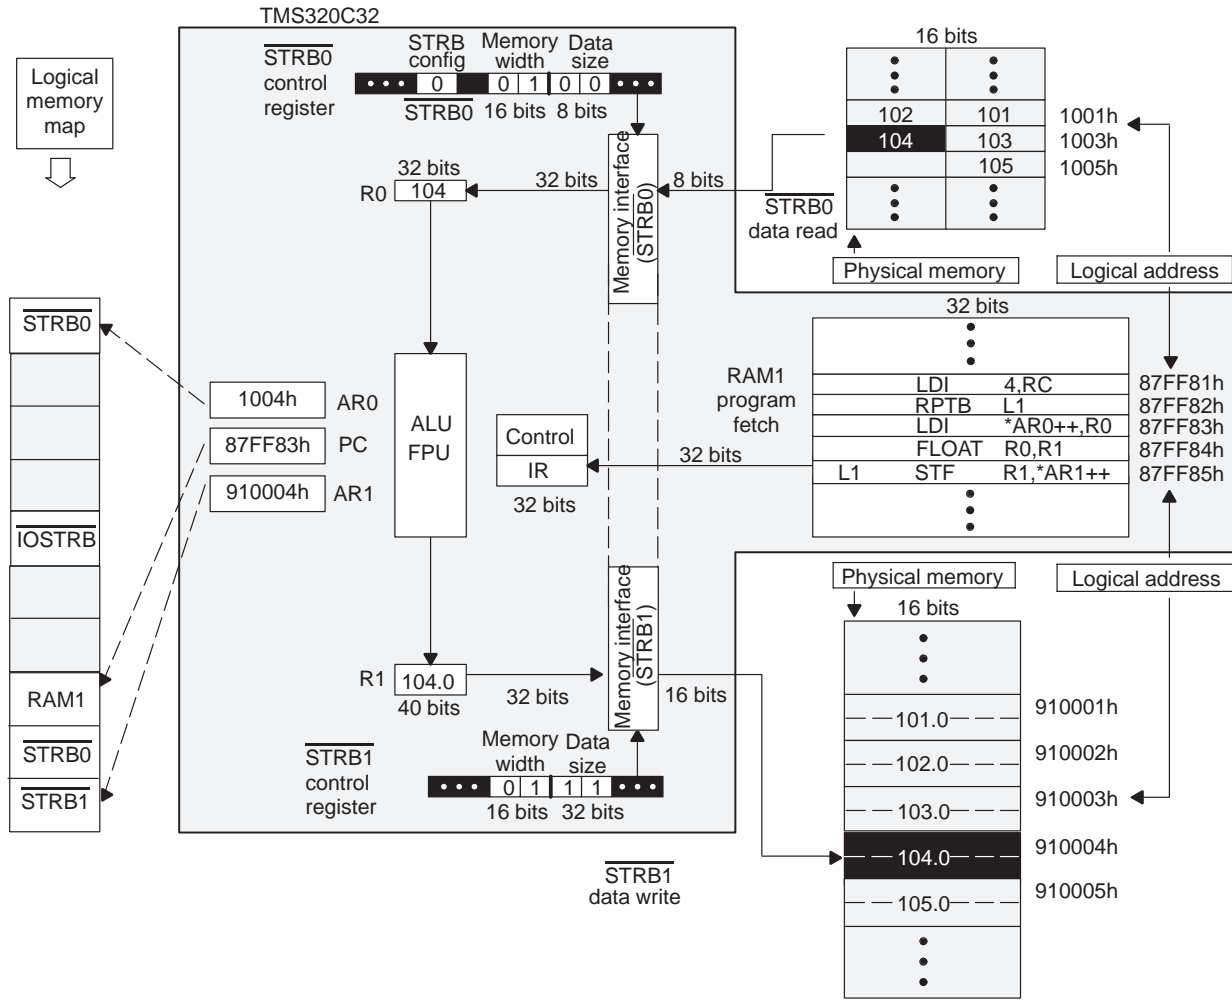 TMS320C32
Logical
memory
map
STRB0
control
register
STRB
config
Memory
width
Data
size
0 0 1 0 0
STRB0 16 bits 8 bits
16 bits
102 101 1001h
104 103 1003h
105 1005h
32 bits
R0 104
32 bits
Memory interface
(STRB0)
8 bits
STRB0
data read
Physical memory
Logical address
STRB0
IOSTRB
RAM1
STRB0
STRB1
1004h AR0
87FF83h PC
910004h AR1
ALU
FPU
Control
IR
32 bits
32 bits
RAM1
program
fetch
32 bits
LDI 4,RC 87FF81h
RPTB L1 87FF82h
LDI *AR0++,R0 87FF83h
FLOAT R0,R1 87FF84h
L1 STF R1,*AR1++ 87FF85h
Physical memory
Logical address
16 bits
R1 104.0
40 bits
32 bits
Memory interface
(STRB1)
16 bits
STRB1
control
register
Memory
width
Data
size
0 1 1 1
16 bits 32 bits
STRB1
data write
910001h
101.0
910002h
102.0
910003h
103.0
910004h
104.0
910005h
105.0